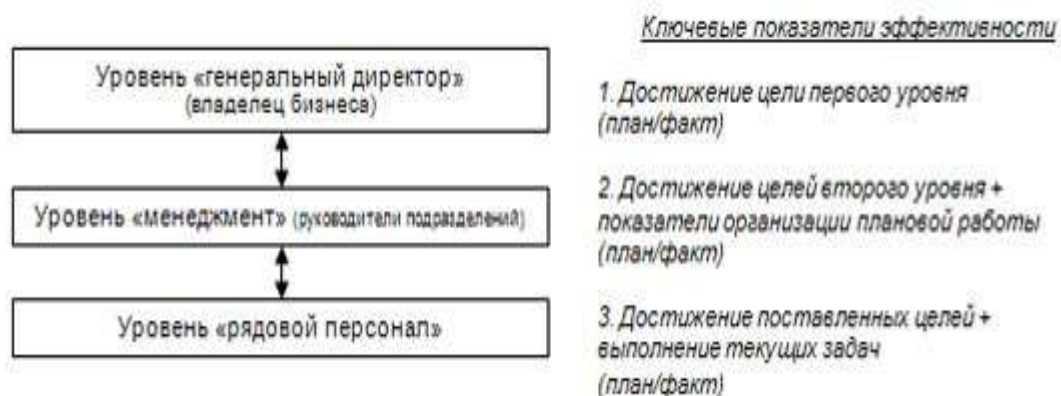 Ключевые показатели эффективности
Уровень «генеральный директор»
(владелец бизнеса)
1. Достижение цели первого уровня
(план/факт)
Уровень «менеджмент» (руководители подразделений)
2. Достижение целей второго уровня +
показатели организации плановой работы
(план/факт)
Уровень «рядовой персонал»
3. Достижение поставленных целей +
выполнение текущих задач
(план/факт)